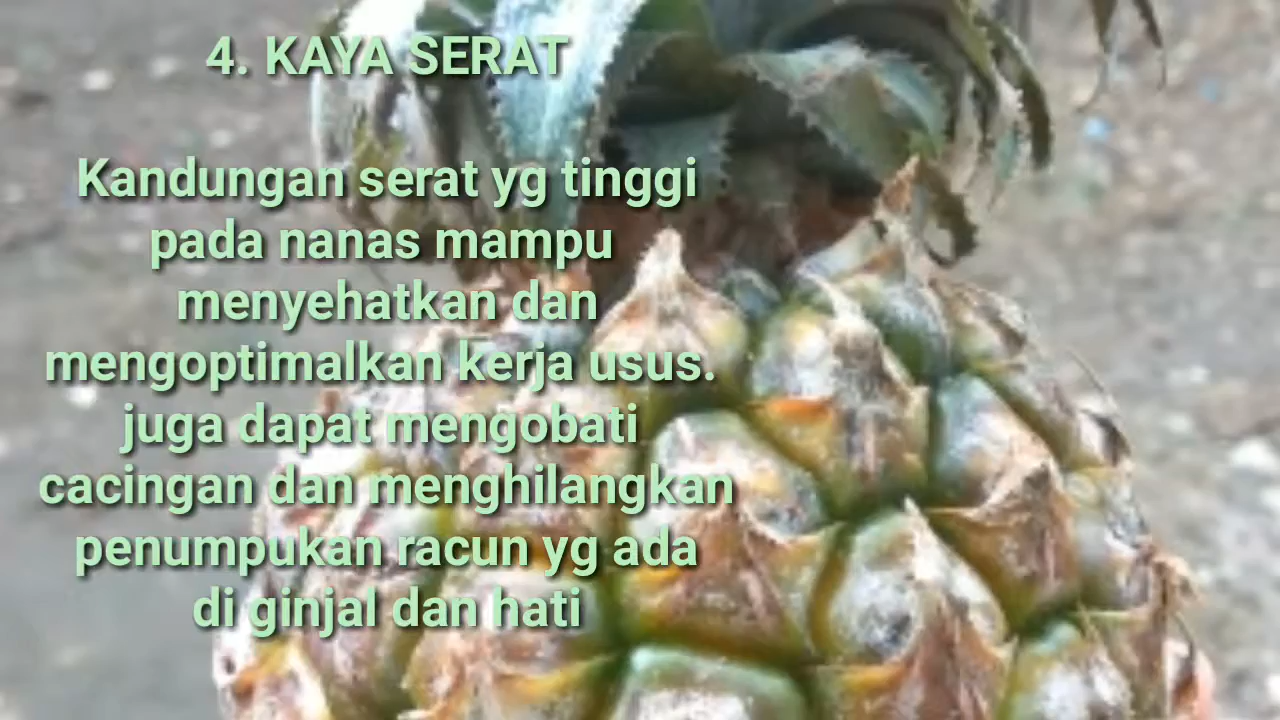 4. KAYA SERAT
Kandungan serat yg tinggi
pada nanas mampu
menyehatkan dan
mengoptimalkan kerja usus.
juga dapat mengobati
cacingan dan menghilangkan
penumpukan racun yg ada
di ginjal dan hati